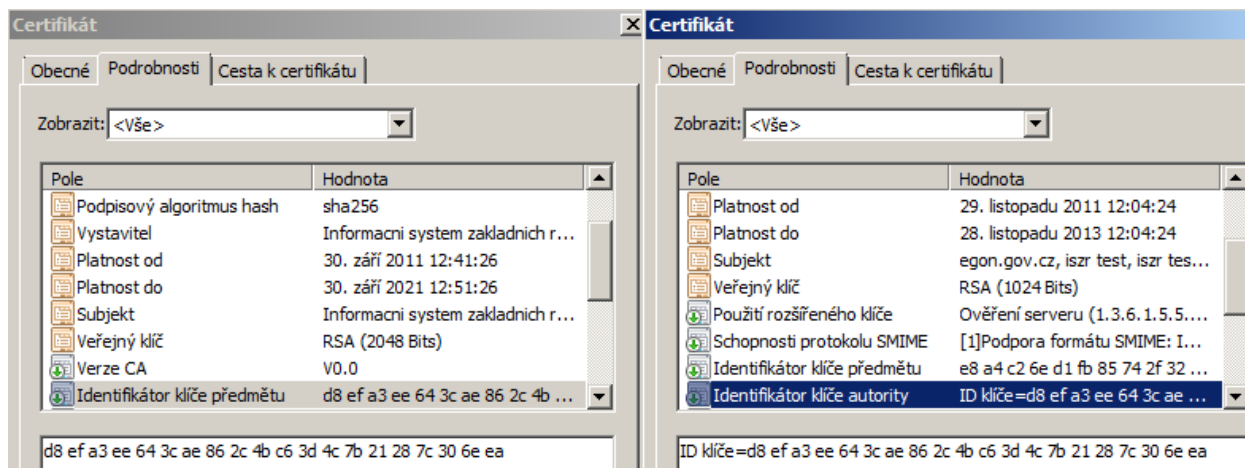 Certifikát
Obecné Podrobnosti Cesta k certifikátu
Zobrazit: <Vše>
Pole Hodnota
Podpisový algoritmus hash sha256
Vystavitel Informacni system zakladnich r...
Platnost od 30. září 2011 12:41:26
Platnost do 30. září 2021 12:51:26
Subjekt Informacni system zakladnich r...
Veřejný klíč RSA (2048 Bits)
Verze CA V0.0
Identifikátor klíče předmětu d8 ef a3 ee 64 3c ae 86 2c 4b ...
d8 ef a3 ee 64 3c ae 86 2c 4b c6 3d 4c 7b 21 28 7c 30 6e ea
Certifikát
Obecné Podrobnosti Cesta k certifikátu
Zobrazit: <Vše>
Pole Hodnota
Platnost od 29. listopadu 2011 12:04:24
Platnost do 28. listopadu 2013 12:04:24
Subjekt egon.gov.cz, iszr test, iszr tes...
Veřejný klíč RSA (1024 Bits)
Použití rozšířeného klíče Ověření serveru (1.3.6.1.5.5....
Schopnosti protokolu SMIME [1]Podpora formátu SMIME: I...
Identifikátor klíče předmětu e8 a4 c2 6e d1 fb 85 74 2f 32 ...
Identifikátor klíče autority ID klíče=d8 ef a3 ee 64 3c ae ...
ID klíče=d8 ef a3 ee 64 3c ae 86 2c 4b c6 3d 4c 7b 21 28 7c 30 6e ea